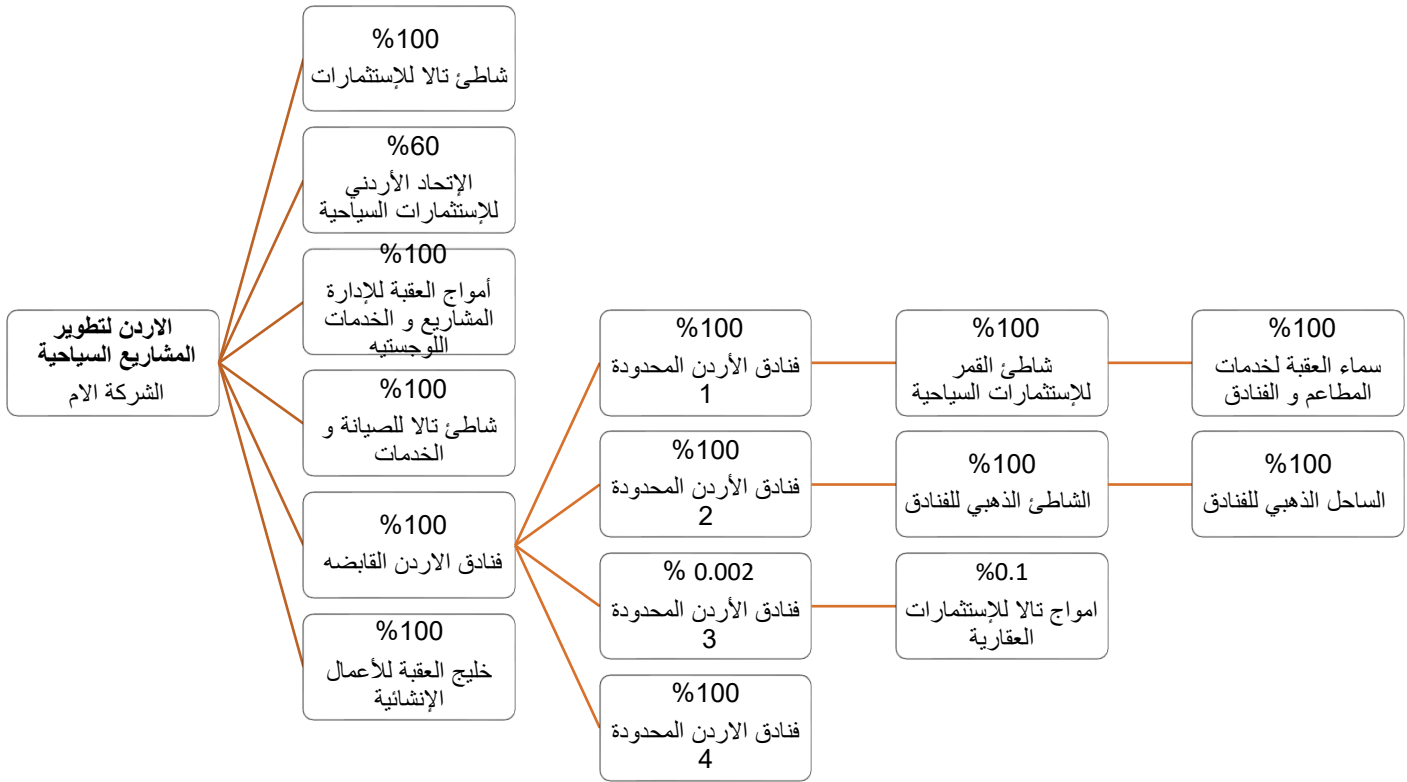 الاردن لتطوير
المشاريع السياحية
الشركة الام
%100
شاطئ تالا للإستثمارات
%60
الإتحاد الأردني
للإستثمارات السياحية
%100
أمواج العقبة للإدارة
المشاريع و الخدمات
اللوجستيه
%100
شاطئ تالا للصيانة و
الخدمات
%100
فنادق الاردن القابضه
%100
خليج العقبة للأعمال
الإنشائية
%100
فنادق الأردن المحدودة
1
%100
شاطئ القمر
للإستثمارات السياحية
%100
سماء العقبة لخدمات
المطاعم و الفنادق
%100
فنادق الأردن المحدودة
2
%100
الشاطئ الذهبي للفنادق
%100
الساحل الذهبي للفنادق
% 0.002
فنادق الأردن المحدودة
3
%0.1
امواج تالا للإستثمارات
العقارية
%100
فنادق الاردن المحدودة
4